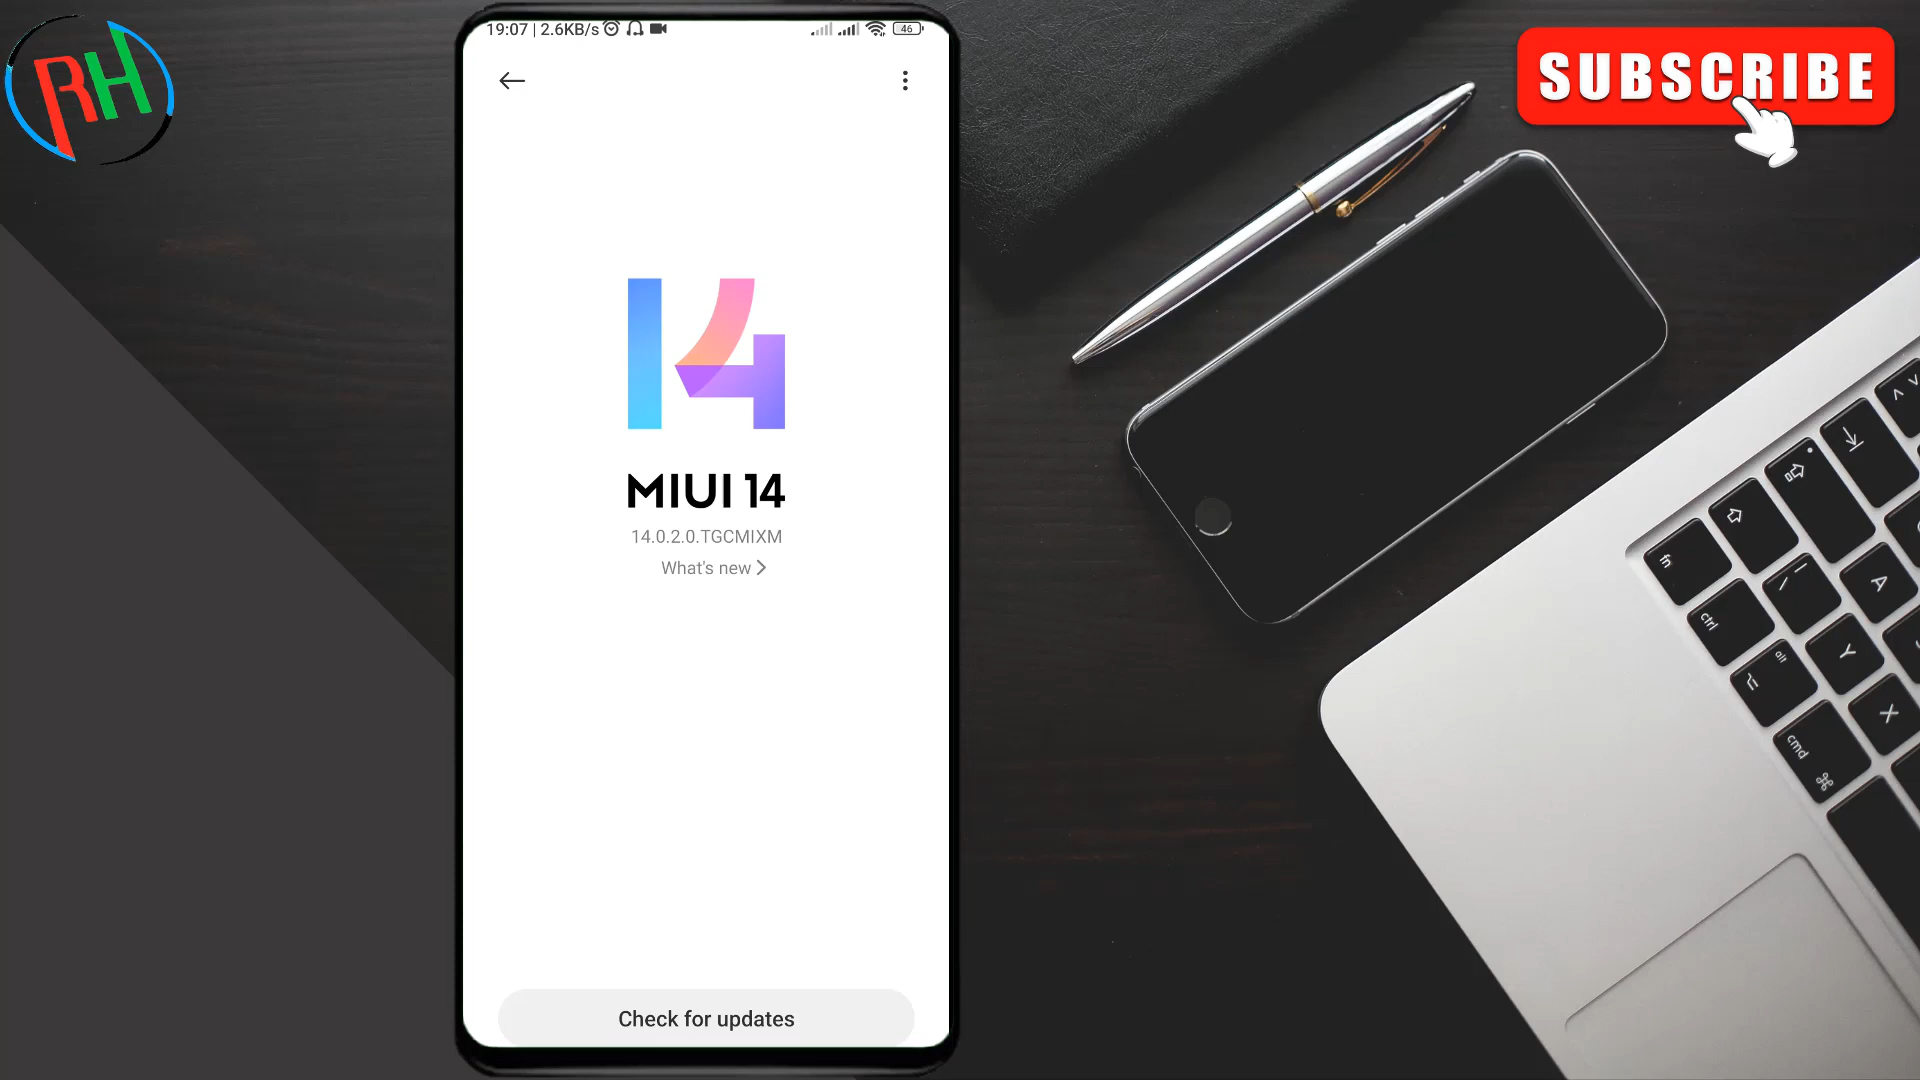 RH
19:07 | 2.6KB/s
46
SUBSCRIBE
14
MIUI 14
14.0.2.0.TGCMIXM
What's new
Check for updates
fn
ctrl
alt
cmd
A
Y
X